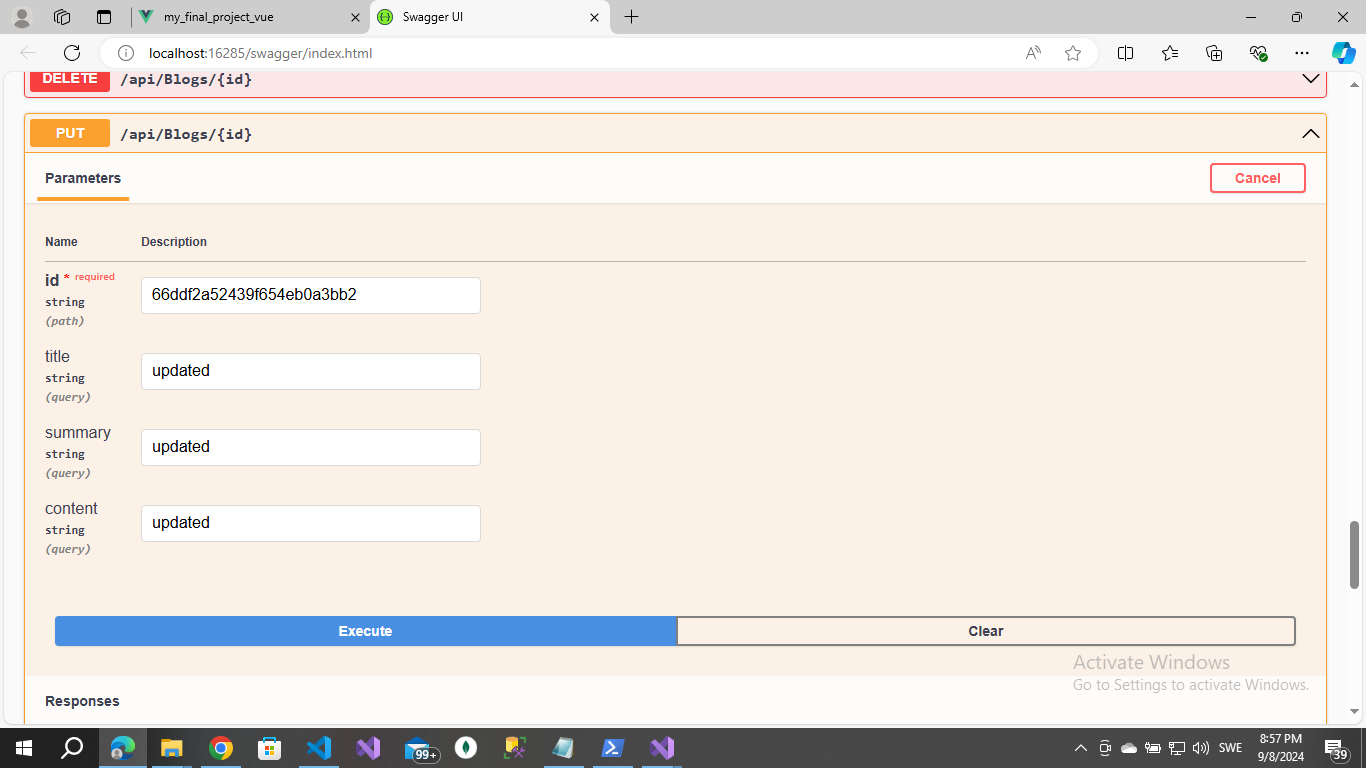 my_final_project_vue
Swagger UI
localhost:16285/swagger/index.html
DELETE /api/Blogs/{id}
PUT /api/Blogs/{id}
Parameters
Cancel
Name Description
id * required
string
(path)
66ddf2a52439f654eb0a3bb2
title
string
(query)
updated
summary
string
(query)
updated
content
string
(query)
updated
Execute
Clear
Activate Windows
Go to Settings to activate Windows.
Responses
99+
SWE
8:57 PM
9/8/2024
39